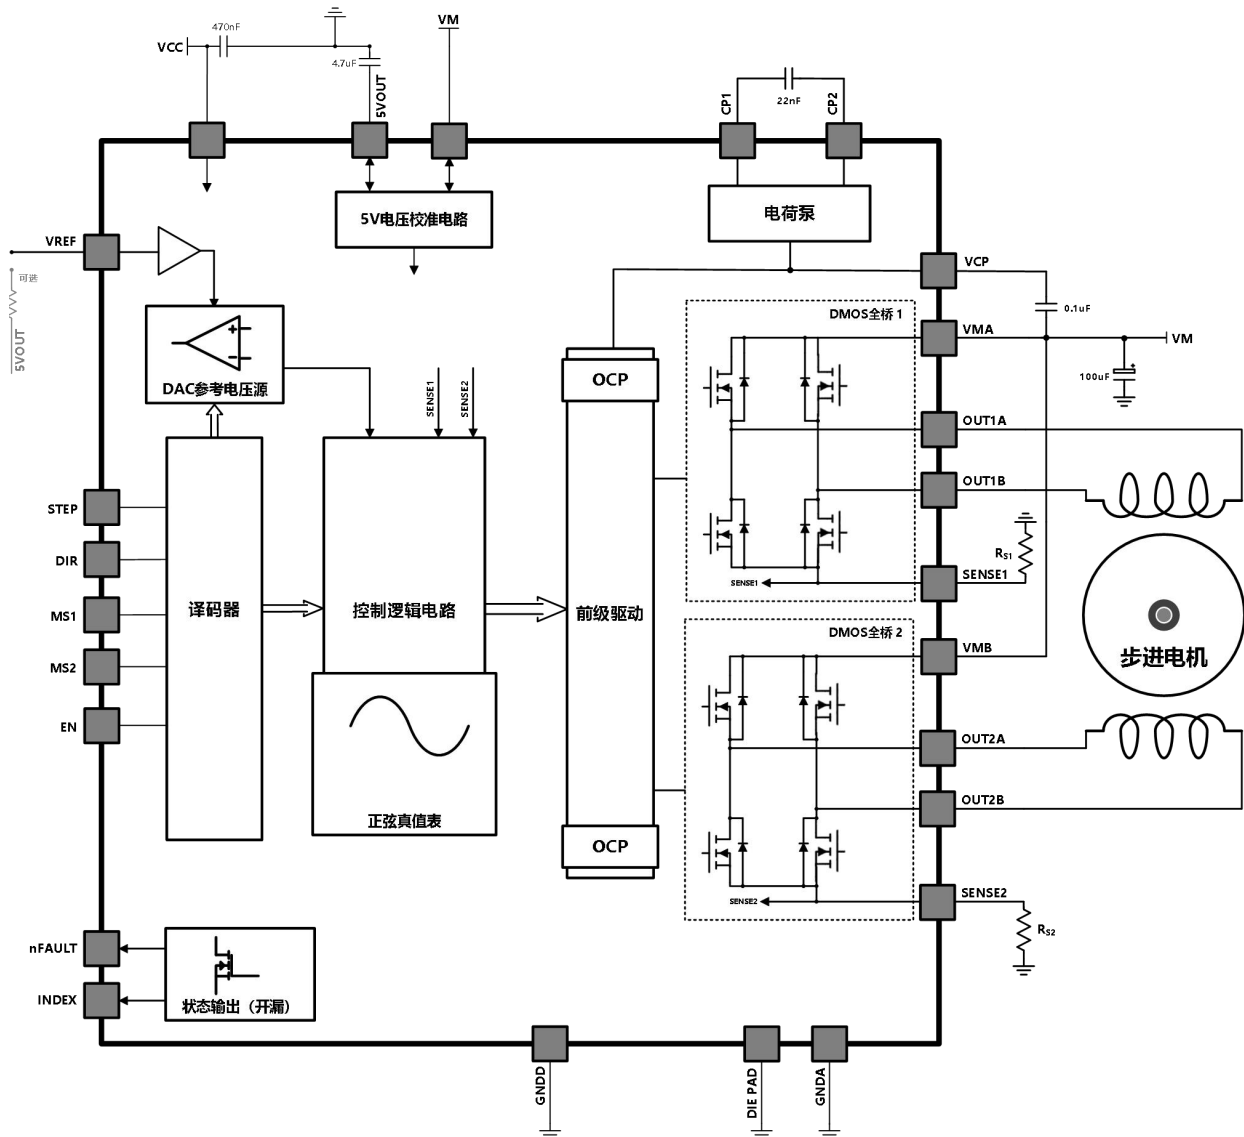 470nF
VM
VCC
4.7uF
5VOUT
CP1
22nF
CP2
5V电压校准电路
电荷泵
VREF
可选
5VOUT
VCP
0.1uF
DMOS全桥 1
VMA
VM
100uF
DAC参考电压源
OCP
SENSE1
SENSE2
OUT1A
OUT1B
STEP
DIR
MS1
MS2
EN
译码器
控制逻辑电路
前级驱动
RS1
SENSE1
SENSE1
DMOS全桥 2
VMB
步进电机
OUT2A
OUT2B
正弦真值表
OCP
SENSE2
SENSE2
RS2
nFAULT
INDEX
状态输出（开漏）
GNDD
DIE PAD
GNDA